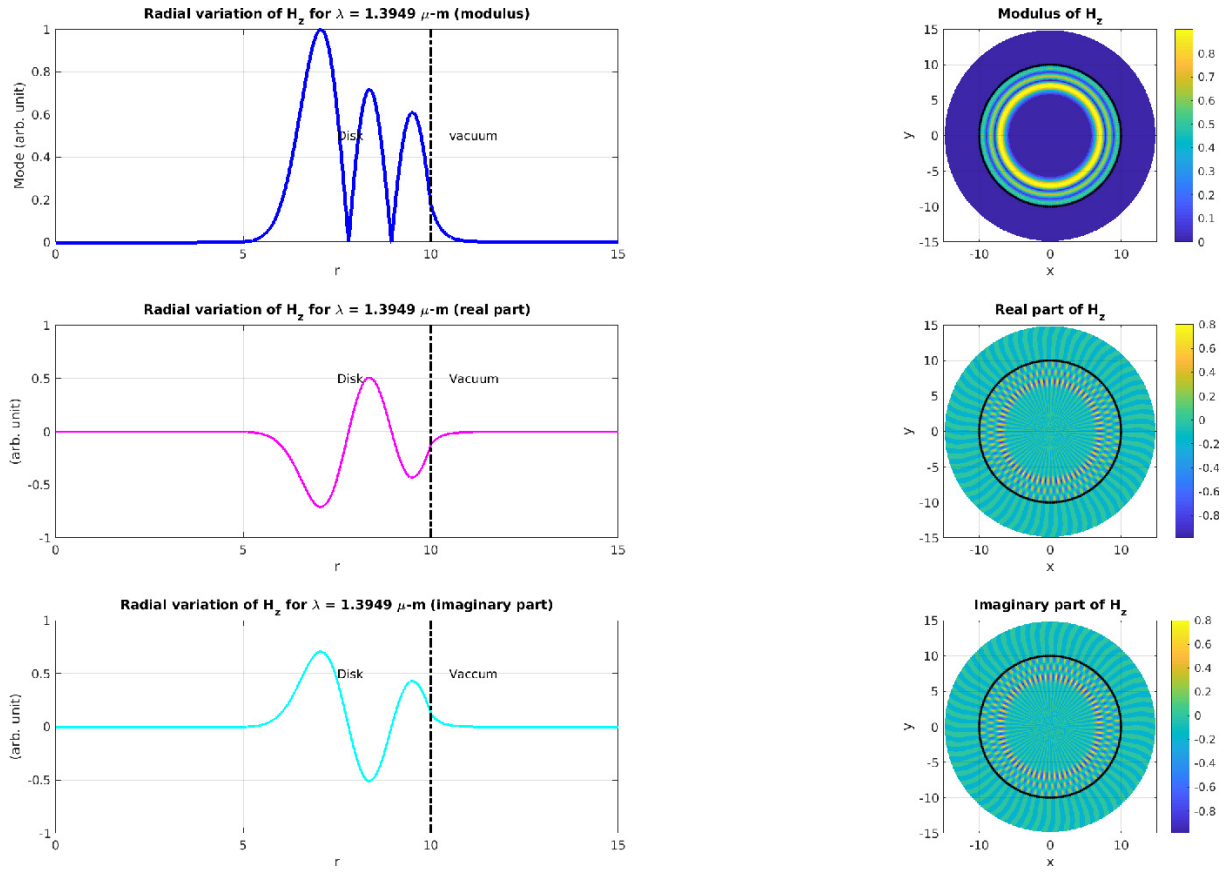 Radial variation of H_z for λ = 1.3949 μ-m (modulus)
Mode (arb. unit)
1
0.8
0.6
0.4
0.2
0
Disk
vacuum
0 5 10 15
r
Modulus of H_z
y
15
10
5
0
-5
-10
-15
-10 0 10
x
0.9
0.8
0.7
0.6
0.5
0.4
0.3
0.2
0.1
0
Radial variation of H_z for λ = 1.3949 μ-m (real part)
(arb. unit)
1
0.5
0
-0.5
-1
Disk
Vacuum
0 5 10 15
r
Real part of H_z
y
15
10
5
0
-5
-10
-15
-10 0 10
x
0.8
0.6
0.4
0.2
0
-0.2
-0.4
-0.6
-0.8
Radial variation of H_z for λ = 1.3949 μ-m (imaginary part)
(arb. unit)
1
0.5
0
-0.5
-1
Disk
Vaccum
0 5 10 15
r
Imaginary part of H_z
y
15
10
5
0
-5
-10
-15
-10 0 10
x
0.8
0.6
0.4
0.2
0
-0.2
-0.4
-0.6
-0.8